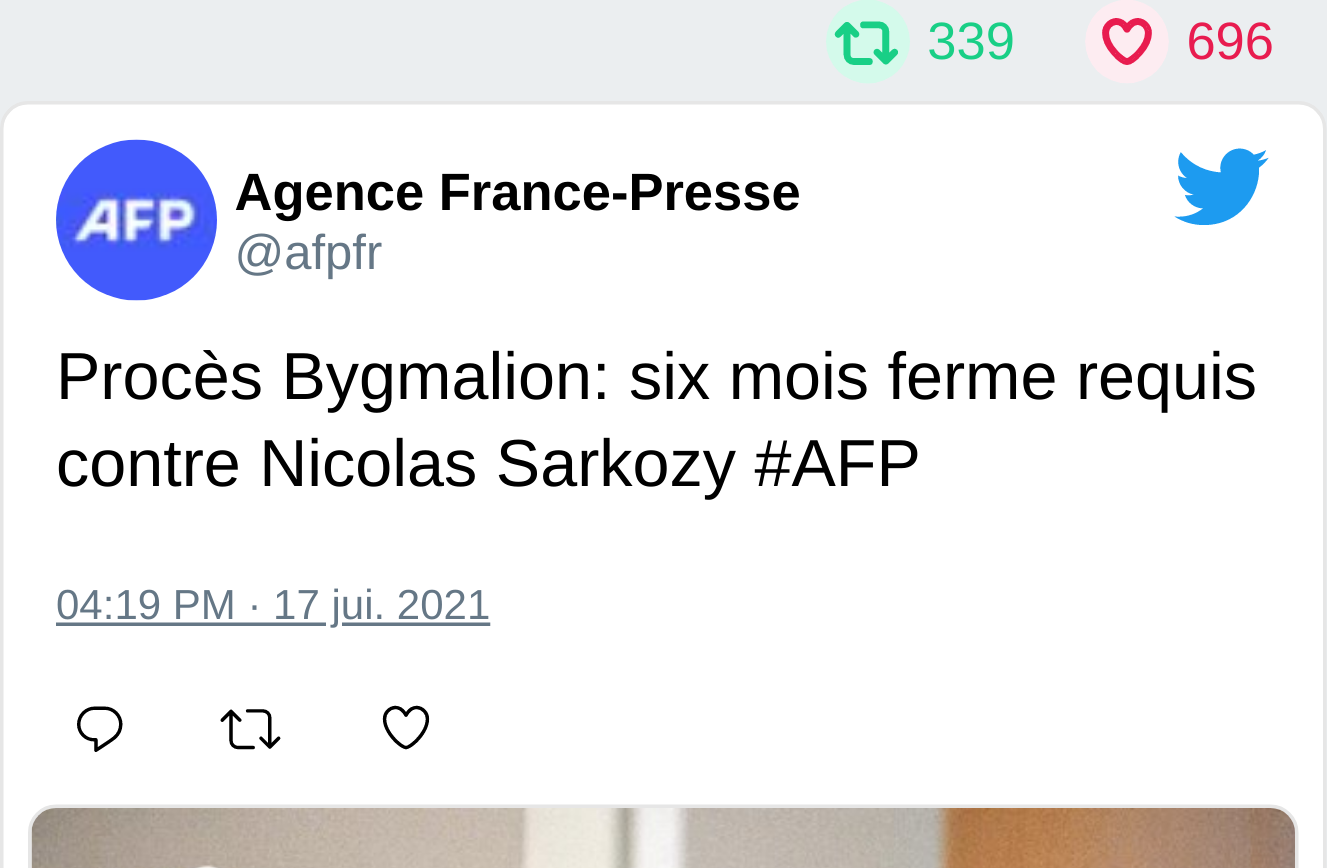 339 696
AFP
Agence France-Presse
@afpfr
Procès Bygmalion: six mois ferme requis
contre Nicolas Sarkozy #AFP
04:19 PM · 17 jui. 2021